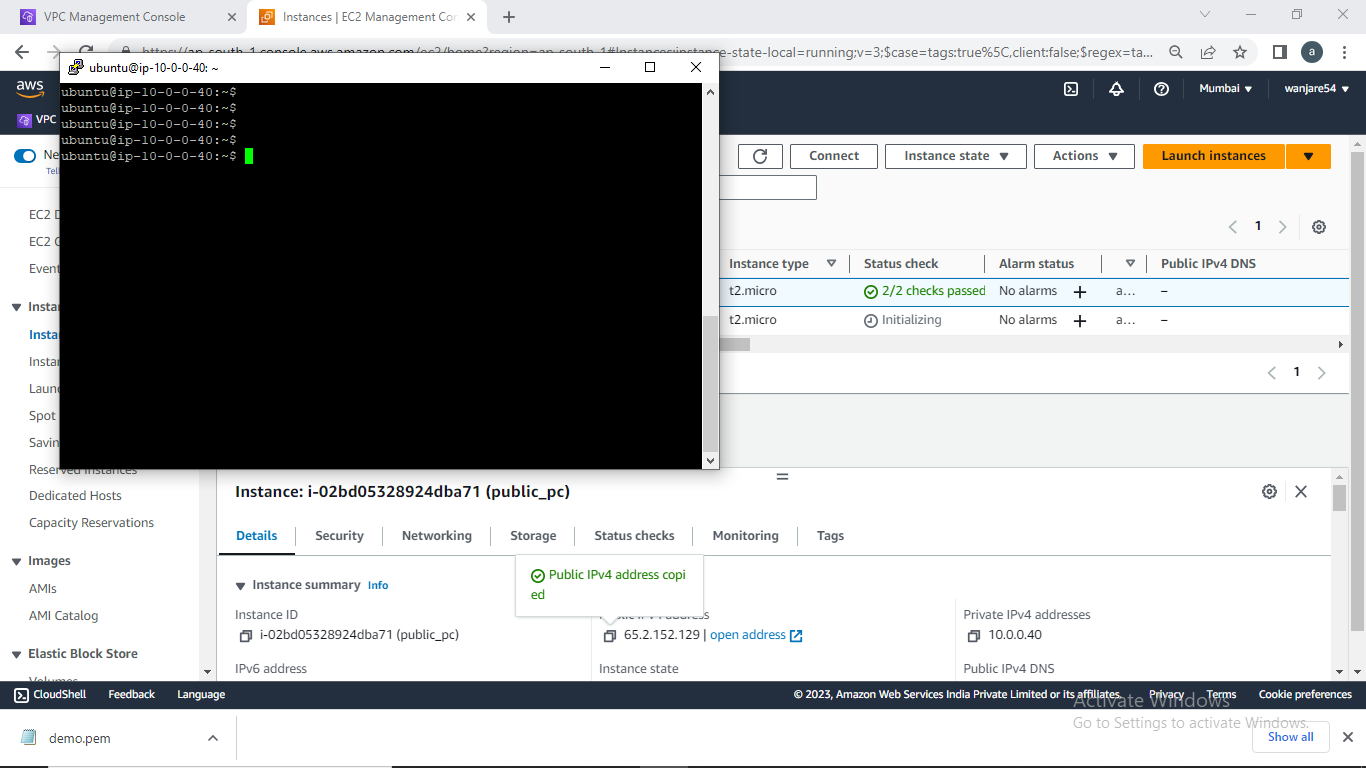 VPC Management Console
Instances | EC2 Management Con
https://ap-south-1.console.aws.amazon.com/ec2/home?region=ap-south-1#Instances:instance-state-local=running;v=3;$case=tags:true%5C,client:false;$regex=ta...
a
ubuntu@ip-10-0-0-40: ~
aws
Mumbai
wanjare54
VPC
ubuntu@ip-10-0-0-40:~$
ubuntu@ip-10-0-0-40:~$
ubuntu@ip-10-0-0-40:~$
ubuntu@ip-10-0-0-40:~$
ubuntu@ip-10-0-0-40:~$
Ne
Tell
Connect
Instance state
Actions
Launch instances
EC2 D
EC2 G
Event
1
Instance type
Status check
Alarm status
Public IPv4 DNS
t2.micro
2/2 checks passed
No alarms
a...
–
t2.micro
Initializing
No alarms
a...
–
1
Instan
Instan
Instan
Launc
Spot
Savin
Reserved Instances
Dedicated Hosts
Capacity Reservations
Images
AMIs
AMI Catalog
Elastic Block Store
Volumes
Instance: i-02bd05328924dba71 (public_pc)
Details
Security
Networking
Storage
Status checks
Monitoring
Tags
Public IPv4 address copi
ed
Instance summary
Info
Instance ID
Public IPv4 address
Private IPv4 addresses
i-02bd05328924dba71 (public_pc)
65.2.152.129 | open address
10.0.0.40
IPv6 address
Instance state
Public IPv4 DNS
CloudShell
Feedback
Language
© 2023, Amazon Web Services India Private Limited or its affiliates.
Privacy
Terms
Cookie preferences
Activate Windows
Go to Settings to activate Windows.
demo.pem
Show all